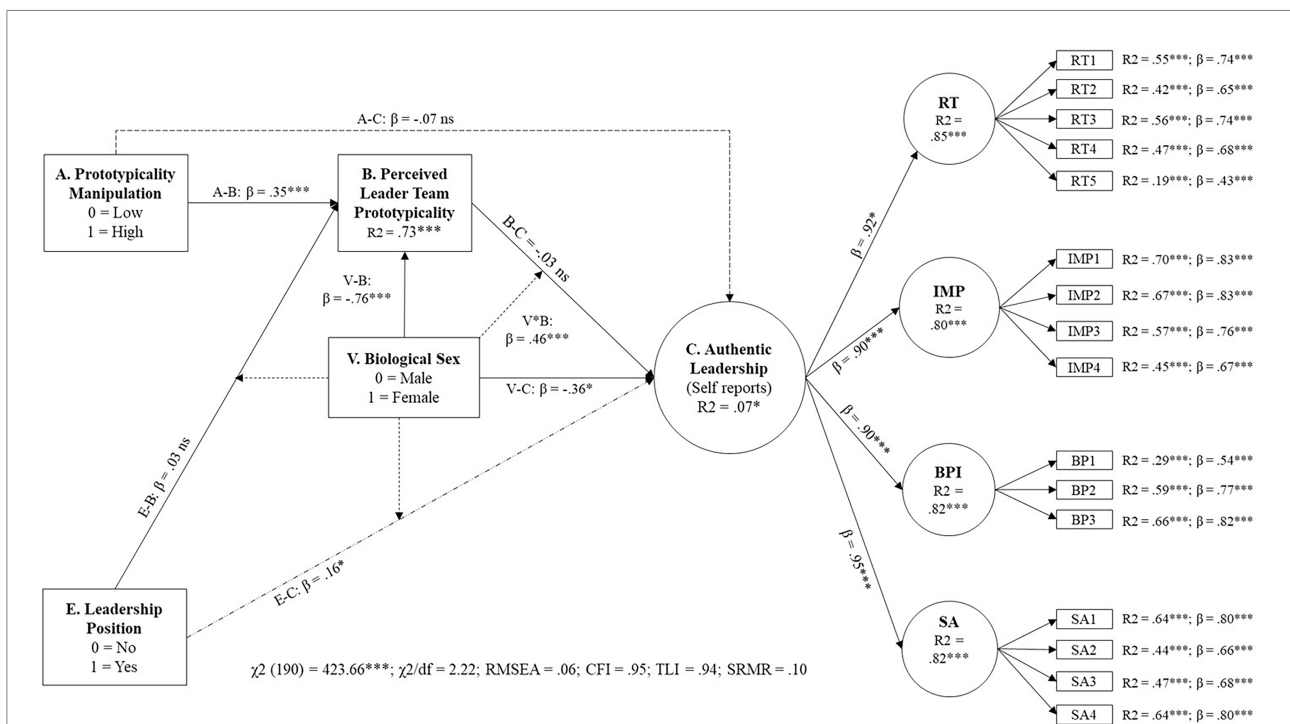 A-C: β = -.07 ns
A. Prototypicality
Manipulation
0 = Low
1 = High
A-B: β = .35***
B. Perceived
Leader Team
Prototypicality
R2 = .73***
B-C = -.03 ns
V-B:
β = -.76***
V*B:
β = .46***
V. Biological Sex
0 = Male
1 = Female
V-C: β = -.36*
C. Authentic
Leadership
(Self reports)
R2 = .07*
E-B: β = .03 ns
E-C: β = .16*
E. Leadership
Position
0 = No
1 = Yes
χ2 (190) = 423.66***; χ2/df = 2.22; RMSEA = .06; CFI = .95; TLI = .94; SRMR = .10
β = .92*
β = .90***
β = .90***
β = .95***
RT
R2 =
.85***
RT1 R2 = .55***; β = .74***
RT2 R2 = .42***; β = .65***
RT3 R2 = .56***; β = .74***
RT4 R2 = .47***; β = .68***
RT5 R2 = .19***; β = .43***
IMP
R2 =
.80***
IMP1 R2 = .70***; β = .83***
IMP2 R2 = .67***; β = .83***
IMP3 R2 = .57***; β = .76***
IMP4 R2 = .45***; β = .67***
BPI
R2 =
.82***
BP1 R2 = .29***; β = .54***
BP2 R2 = .59***; β = .77***
BP3 R2 = .66***; β = .82***
SA
R2 =
.82***
SA1 R2 = .64***; β = .80***
SA2 R2 = .44***; β = .66***
SA3 R2 = .47***; β = .68***
SA4 R2 = .64***; β = .80***